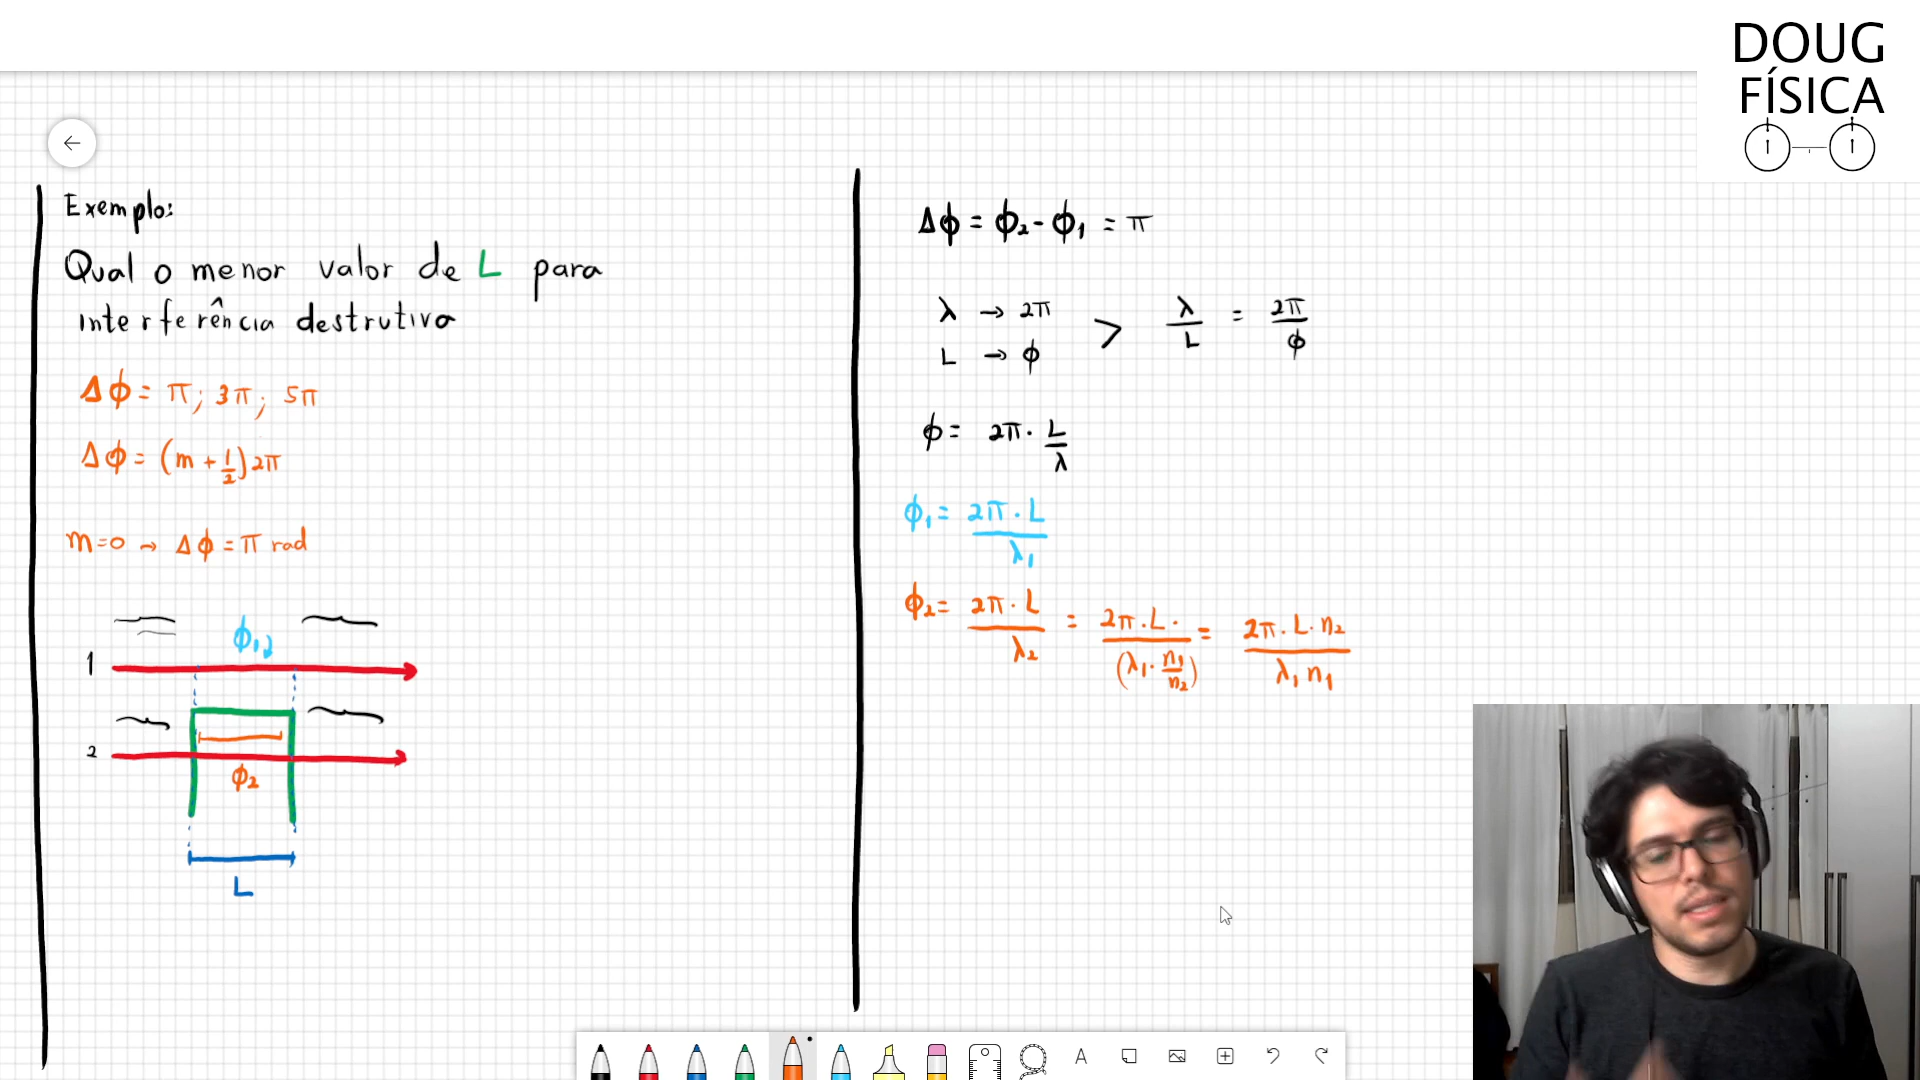 DOUG
FÍSICA
Exemplo:
Qual o menor valor de L para
interferência destrutiva
Δϕ = π; 3π; 5π
Δϕ = (m + 1/2) 2π
m=0 → Δϕ = π rad
ϕ1,2
1
2
ϕ2
L
Δϕ = ϕ2 - ϕ1 = π
λ → 2π
L → ϕ
> λ/L = 2π/ϕ
ϕ = 2π · L/λ
ϕ1 = 2π · L / λ1
ϕ2 = 2π · L / λ2 = 2π · L · / (λ1 · n1/n2) = 2π · L · n2 / λ1 n1
A